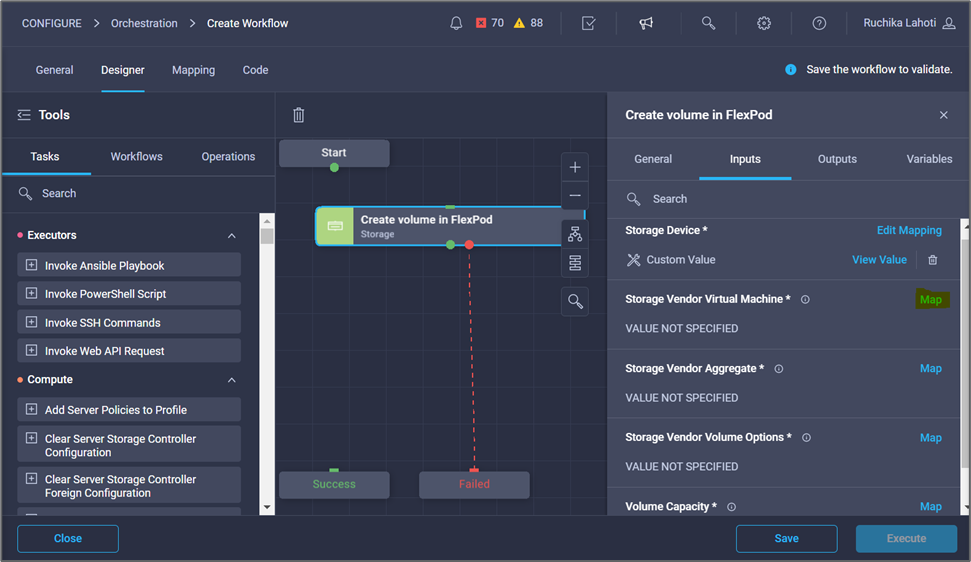 CONFIGURE > Orchestration > Create Workflow
70 88
Ruchika Lahoti
General Designer Mapping Code
Save the workflow to validate.
Tools
Tasks Workflows Operations
Search
Executors
Invoke Ansible Playbook
Invoke PowerShell Script
Invoke SSH Commands
Invoke Web API Request
Compute
Add Server Policies to Profile
Clear Server Storage Controller
Configuration
Clear Server Storage Controller
Foreign Configuration
Start
Create volume in FlexPod
Storage
Success
Failed
Create volume in FlexPod
General Inputs Outputs Variables
Search
Storage Device * Edit Mapping
Custom Value View Value
Storage Vendor Virtual Machine * Map
VALUE NOT SPECIFIED
Storage Vendor Aggregate * Map
VALUE NOT SPECIFIED
Storage Vendor Volume Options * Map
VALUE NOT SPECIFIED
Volume Capacity * Map
Close
Save
Execute